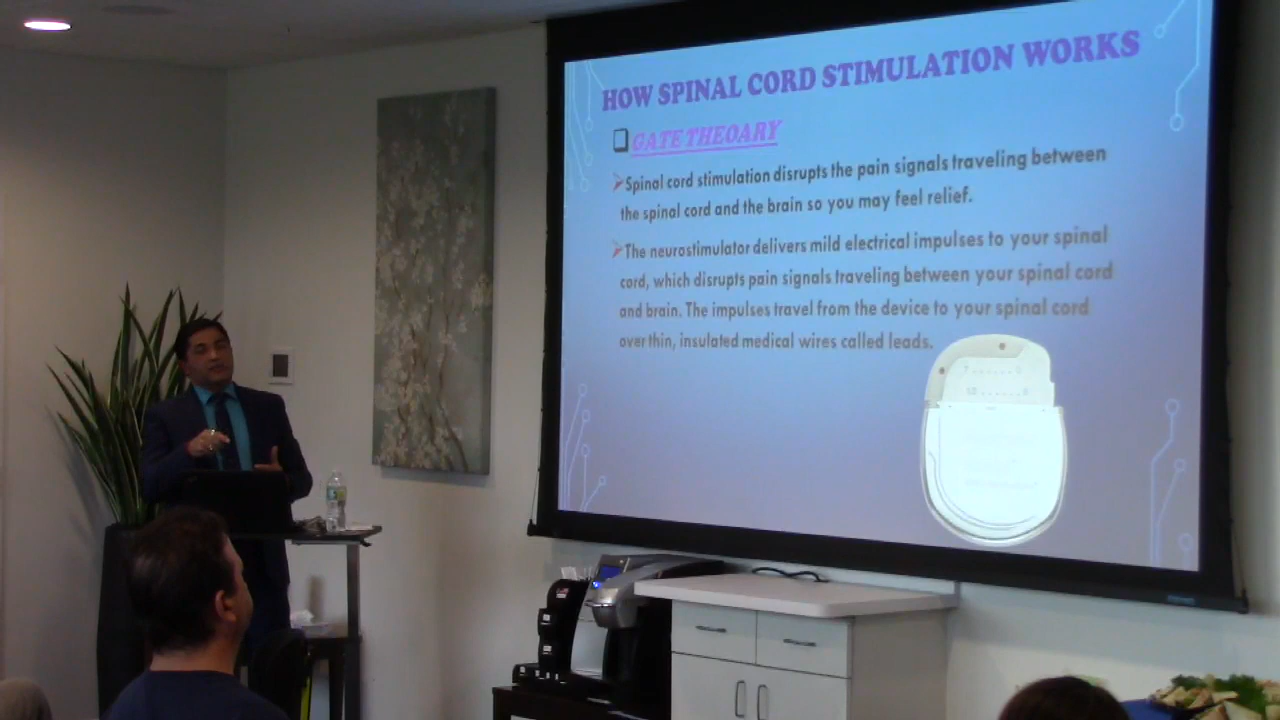 HOW SPINAL CORD STIMULATION WORKS
GATE THEOARY
Spinal cord stimulation disrupts the pain signals traveling between
the spinal cord and the brain so you may feel relief.
The neurostimulator delivers mild electrical impulses to your spinal
cord, which disrupts pain signals traveling between your spinal cord
and brain. The impulses travel from the device to your spinal cord
over thin, insulated medical wires called leads.